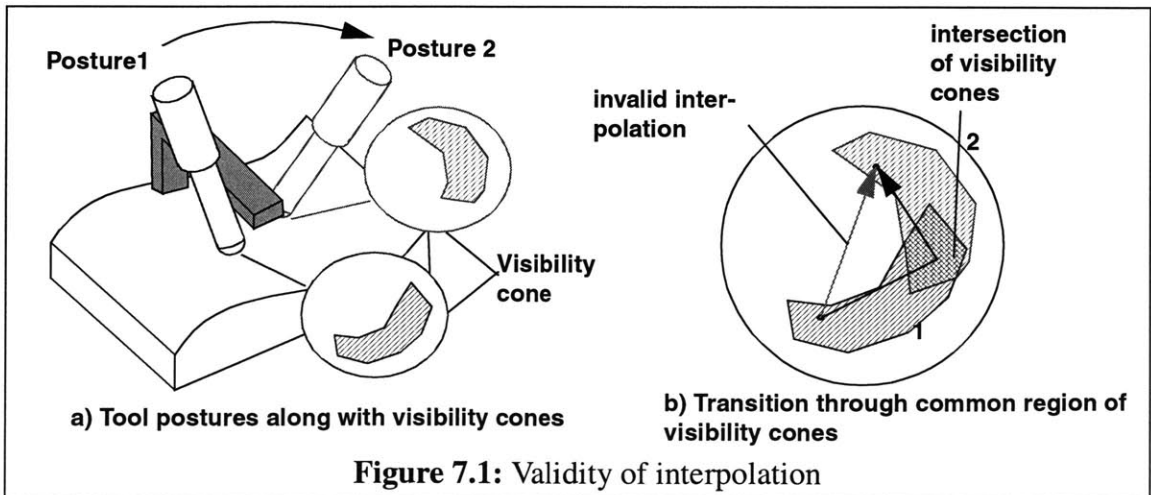 Posture1
Posture 2
Visibility
cone
a) Tool postures along with visibility cones
invalid inter-
polation
intersection
of visibility
cones
2
1
b) Transition through common region of
visibility cones
Figure 7.1: Validity of interpolation